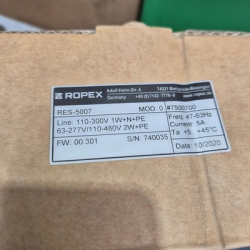 ROPEX
Adolf-Heim-Str. 4 74321 Bietigheim-Bissingen
Germany +49 (0)7142-7776-0
RES-5007 MOD: 0 #7500700
Line: 110-300V 1W+N+PE Freq: 47-63Hz
63-277V/110-480V 2W+PE Current: 5A
Ta +5...+45°C
FW: 00.301 S/N: 740035 Date: 10/2020
www.ropex.de